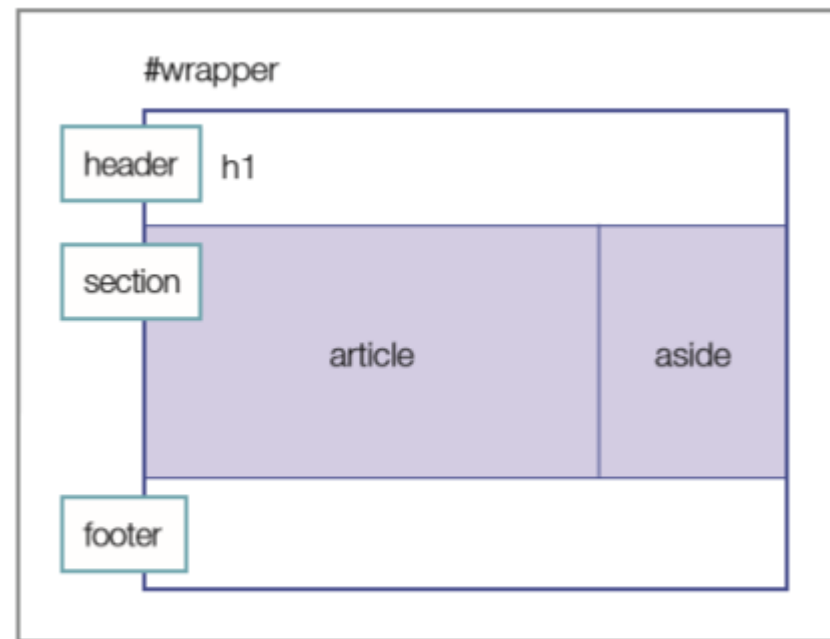 #wrapper
header h1
section
article aside
footer